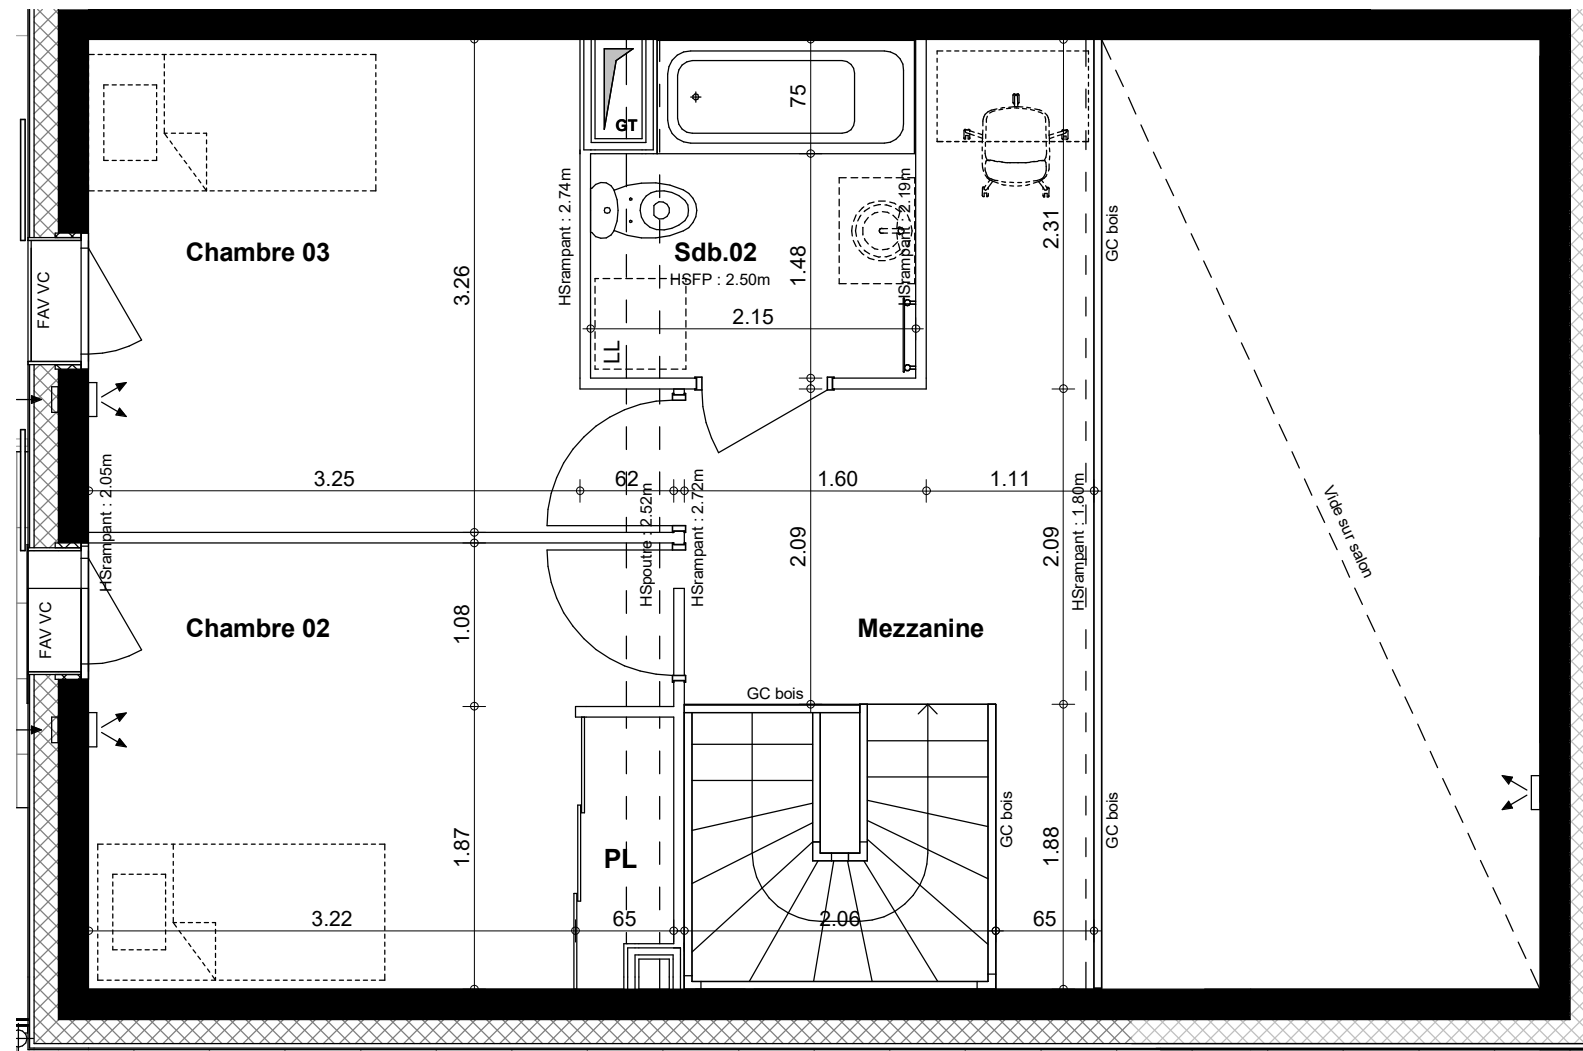 75
GT
HSrampant : 2.74m
HSrampant : 2.19m
2.31
GC bois
Chambre 03
3.26
Sdb.02
HSFP : 2.50m
1.48
FAV VC
2.15
LL
HSrampant : 2.05m
3.25
62
HSpoutre : 2.52m
HSrampant : 2.72m
1.60
1.11
HSrampant : 1.80m
2.09
2.09
Vide sur salon
FAV VC
Chambre 02
1.08
Mezzanine
GC bois
1.87
PL
GC bois
1.88
GC bois
3.22
65
2.06
65